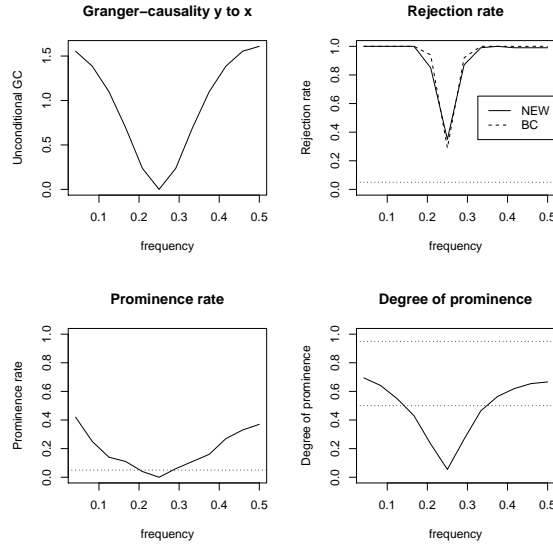 Granger−causality y to x
Unconditional GC
0.0
0.5
1.0
1.5
0.1 0.2 0.3 0.4 0.5
frequency
Rejection rate
Rejection rate
0.0 0.2 0.4 0.6 0.8 1.0
NEW
BC
0.1 0.2 0.3 0.4 0.5
frequency
Prominence rate
Prominence rate
0.0 0.2 0.4 0.6 0.8 1.0
0.1 0.2 0.3 0.4 0.5
frequency
Degree of prominence
Degree of prominence
0.0 0.2 0.4 0.6 0.8 1.0
0.1 0.2 0.3 0.4 0.5
frequency